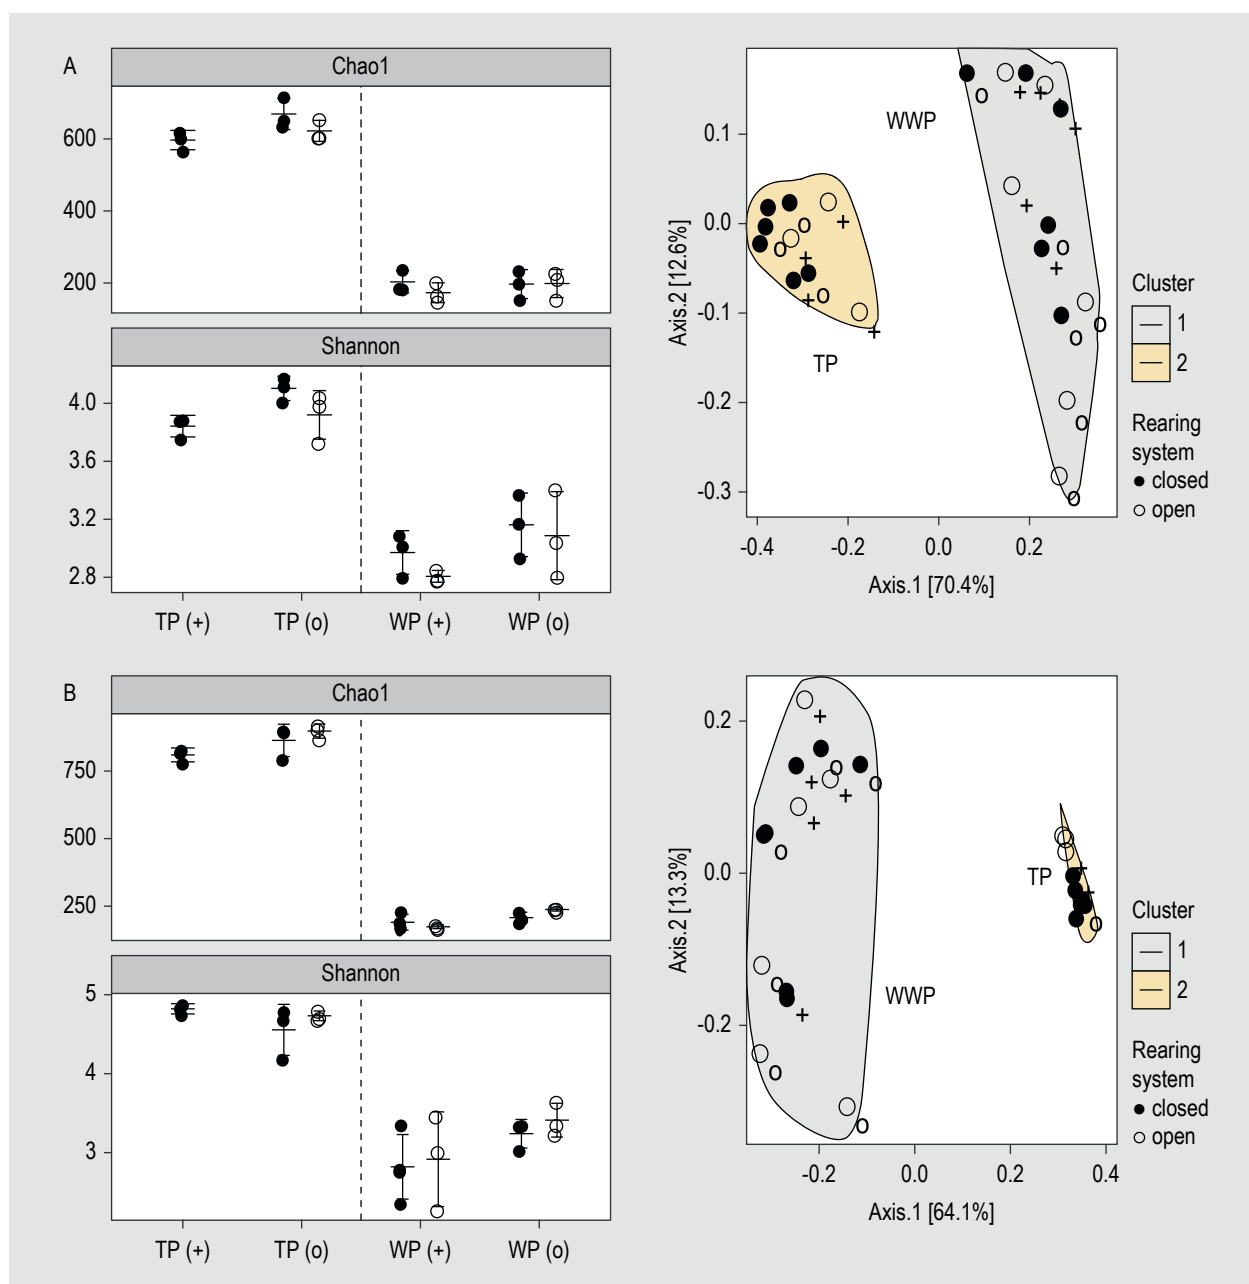 A
Chao1
600
400
200
Shannon
4.0
3.6
3.2
2.8
TP (+)
TP (o)
WP (+)
WP (o)
WWP
TP
0.1
0.0
-0.1
-0.2
-0.3
Axis.2 [12.6%]
-0.4
-0.2
0.0
0.2
Axis.1 [70.4%]
Cluster
1
2
Rearing
system
closed
open
B
Chao1
750
500
250
Shannon
5
4
3
TP (+)
TP (o)
WP (+)
WP (o)
TP
WWP
0.2
0.0
-0.2
Axis.2 [13.3%]
-0.2
0.0
0.2
0.4
Axis.1 [64.1%]
Cluster
1
2
Rearing
system
closed
open